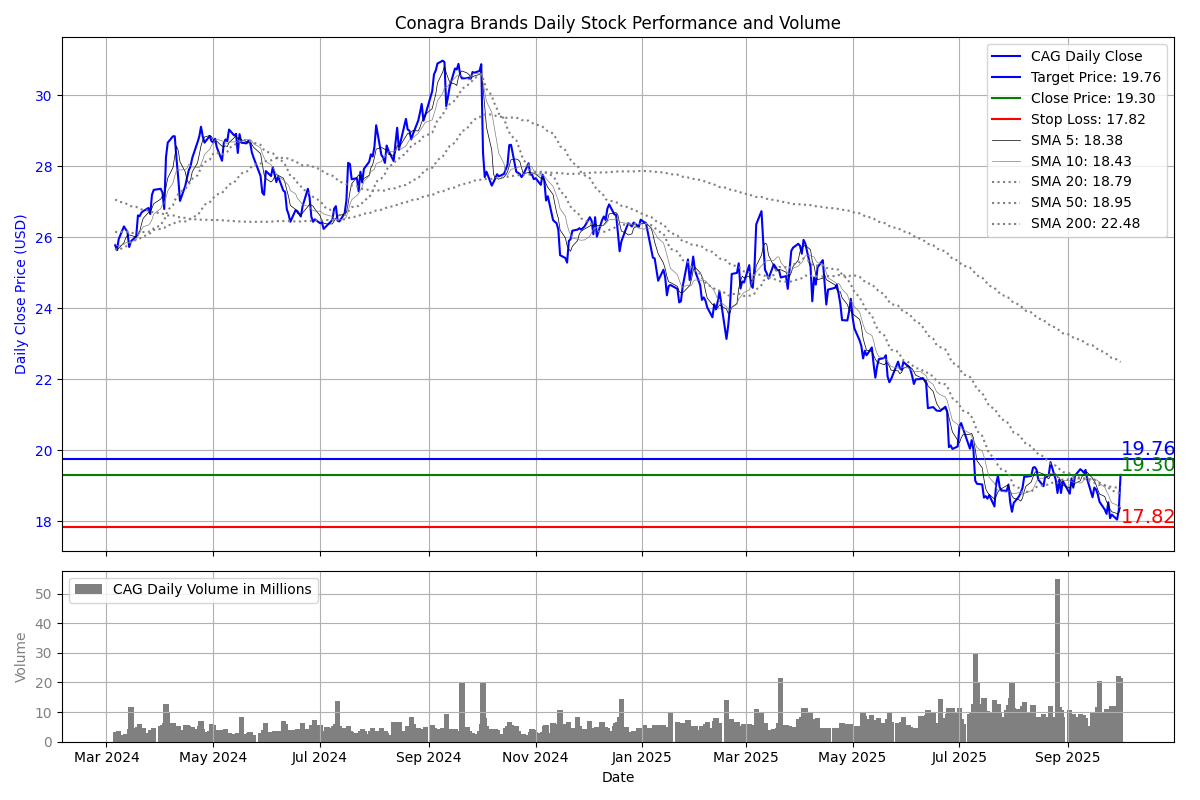 Conagra Brands Daily Stock Performance and Volume
Daily Close Price (USD)
30
28
26
24
22
20
18
CAG Daily Close
Target Price: 19.76
Close Price: 19.30
Stop Loss: 17.82
SMA 5: 18.38
SMA 10: 18.43
SMA 20: 18.79
SMA 50: 18.95
SMA 200: 22.48
19.76
19.30
17.82
CAG Daily Volume in Millions
Volume
50
40
30
20
10
0
Mar 2024
May 2024
Jul 2024
Sep 2024
Nov 2024
Jan 2025
Mar 2025
May 2025
Jul 2025
Sep 2025
Date